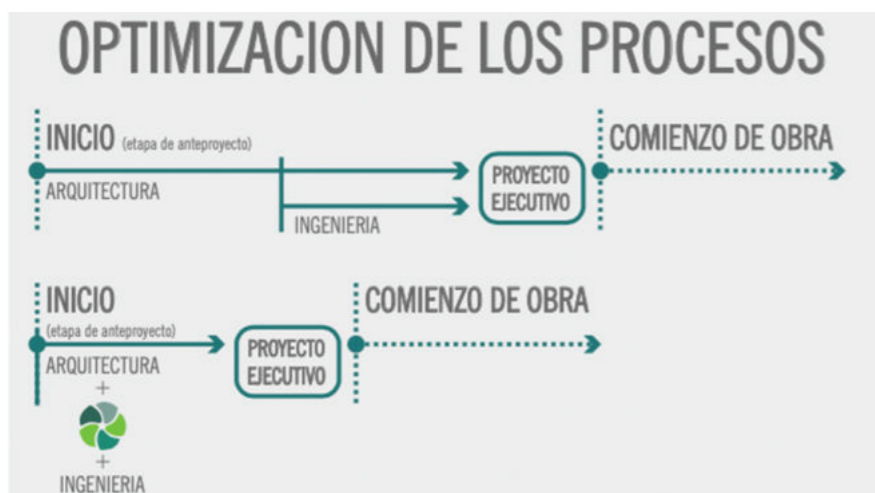 OPTIMIZACION DE LOS PROCESOS
INICIO (etapa de anteproyecto)
ARQUITECTURA
INGENIERIA
PROYECTO
EJECUTIVO
COMIENZO DE OBRA
INICIO
(etapa de anteproyecto)
ARQUITECTURA
+
+
INGENIERIA
PROYECTO
EJECUTIVO
COMIENZO DE OBRA